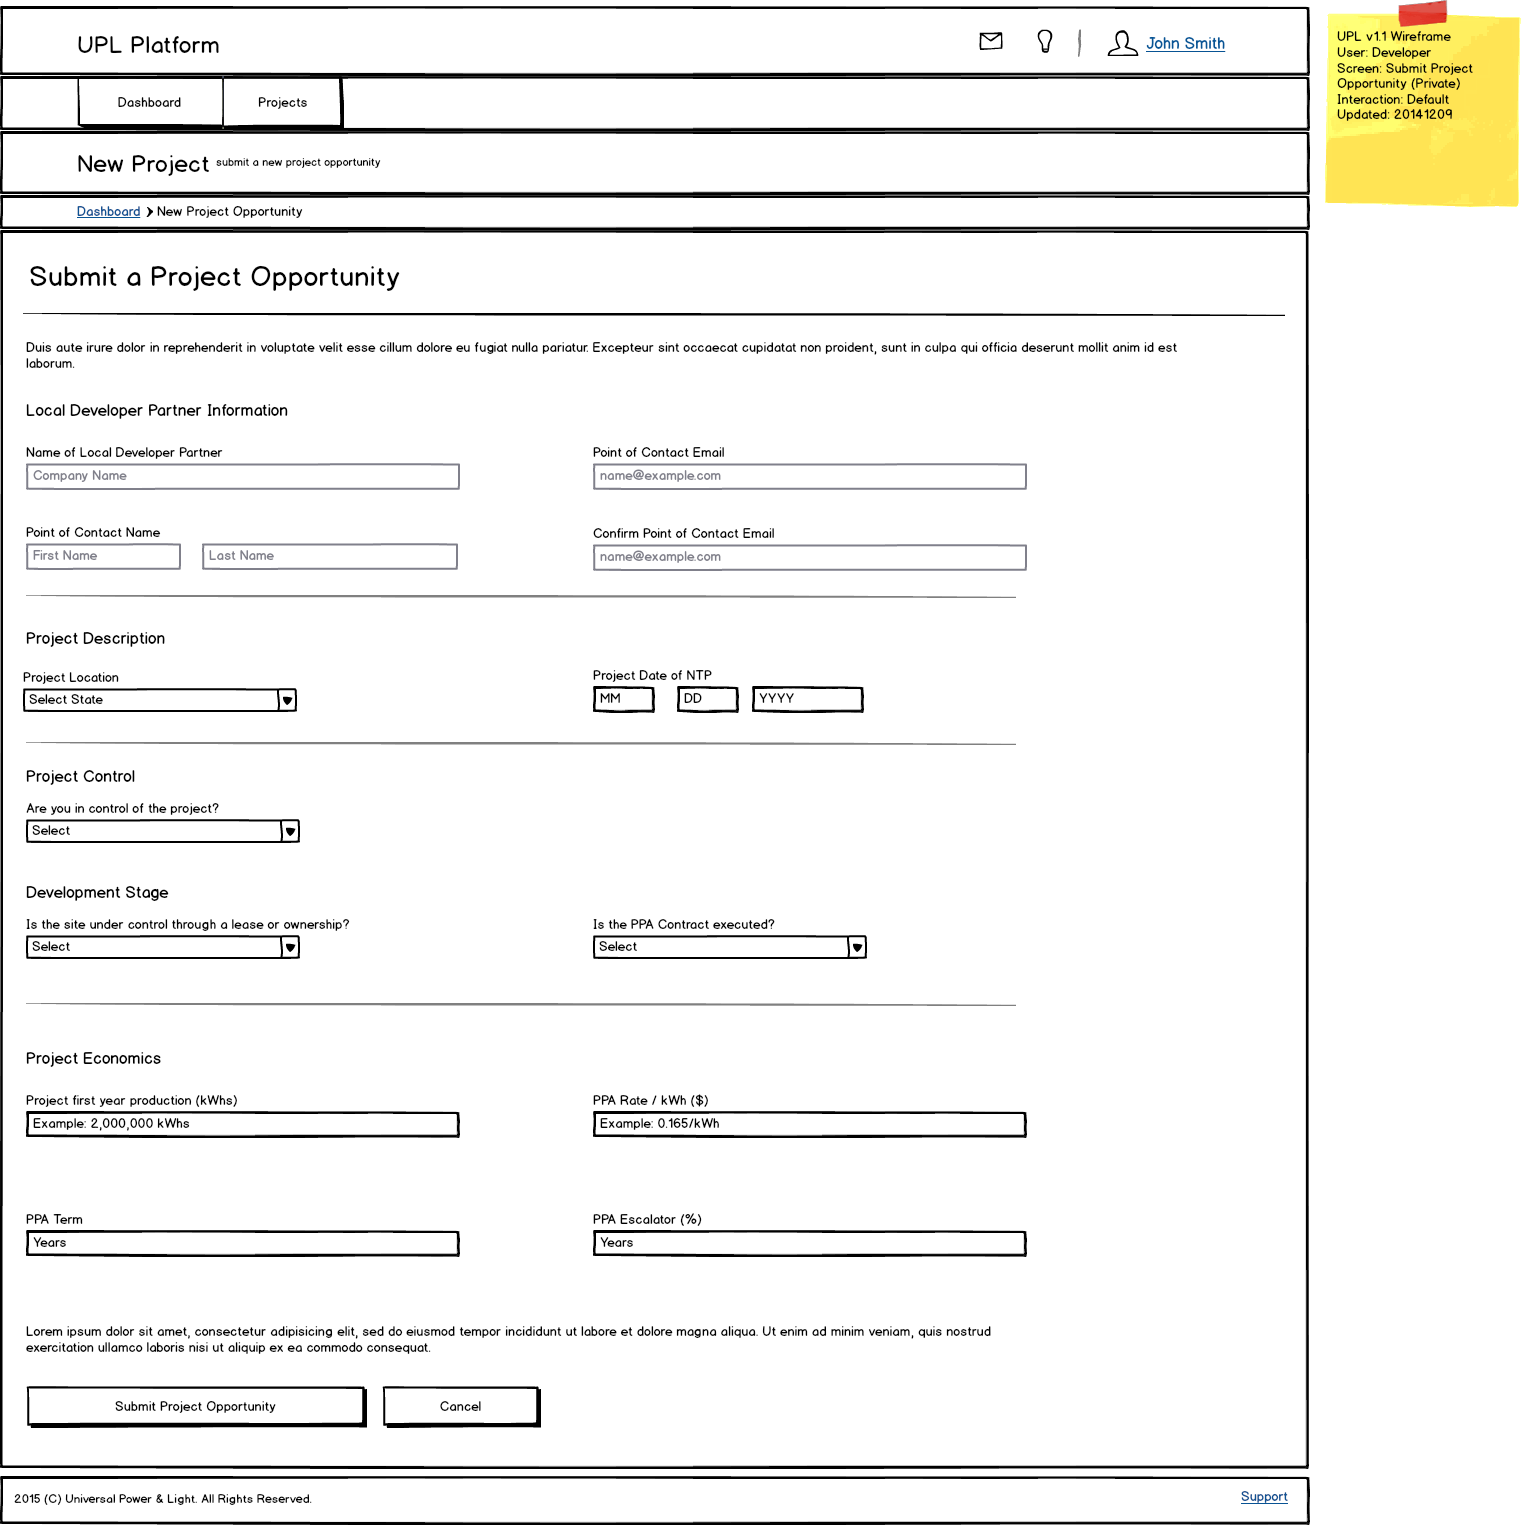 UPL Platform
John Smith
Dashboard
Projects
New Project submit a new project opportunity
Dashboard New Project Opportunity
UPL v1.1 Wireframe
User: Developer
Screen: Submit Project
Opportunity (Private)
Interaction: Default
Updated: 20141209
Submit a Project Opportunity
Duis aute irure dolor in reprehenderit in voluptate velit esse cillum dolore eu fugiat nulla pariatur. Excepteur sint occaecat cupidatat non proident, sunt in culpa qui officia deserunt mollit anim id est
laborum.
Local Developer Partner Information
Name of Local Developer Partner
Company Name
Point of Contact Email
name@example.com
Point of Contact Name
First Name
Last Name
Confirm Point of Contact Email
name@example.com
Project Description
Project Location
Select State
Project Date of NTP
MM
DD
YYYY
Project Control
Are you in control of the project?
Select
Development Stage
Is the site under control through a lease or ownership?
Select
Is the PPA Contract executed?
Select
Project Economics
Project first year production (kWhs)
Example: 2,000,000 kWhs
PPA Rate / kWh ($)
Example: 0.165/kWh
PPA Term
Years
PPA Escalator (%)
Years
Lorem ipsum dolor sit amet, consectetur adipisicing elit, sed do eiusmod tempor incididunt ut labore et dolore magna aliqua. Ut enim ad minim veniam, quis nostrud
exercitation ullamco laboris nisi ut aliquip ex ea commodo consequat.
Submit Project Opportunity
Cancel
2015 (C) Universal Power & Light. All Rights Reserved.
Support